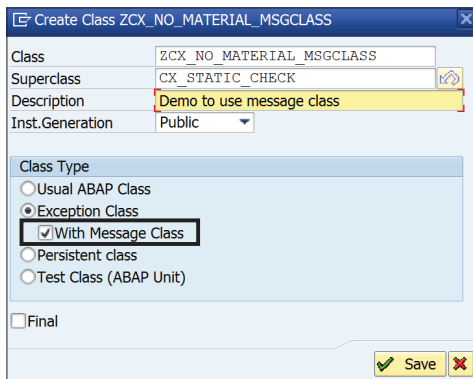 Create Class ZCX_NO_MATERIAL_MSGCLASS
Class ZCX_NO_MATERIAL_MSGCLASS
Superclass CX_STATIC_CHECK
Description Demo to use message class
Inst.Generation Public
Class Type
Usual ABAP Class
Exception Class
With Message Class
Persistent class
Test Class (ABAP Unit)
Final
Save